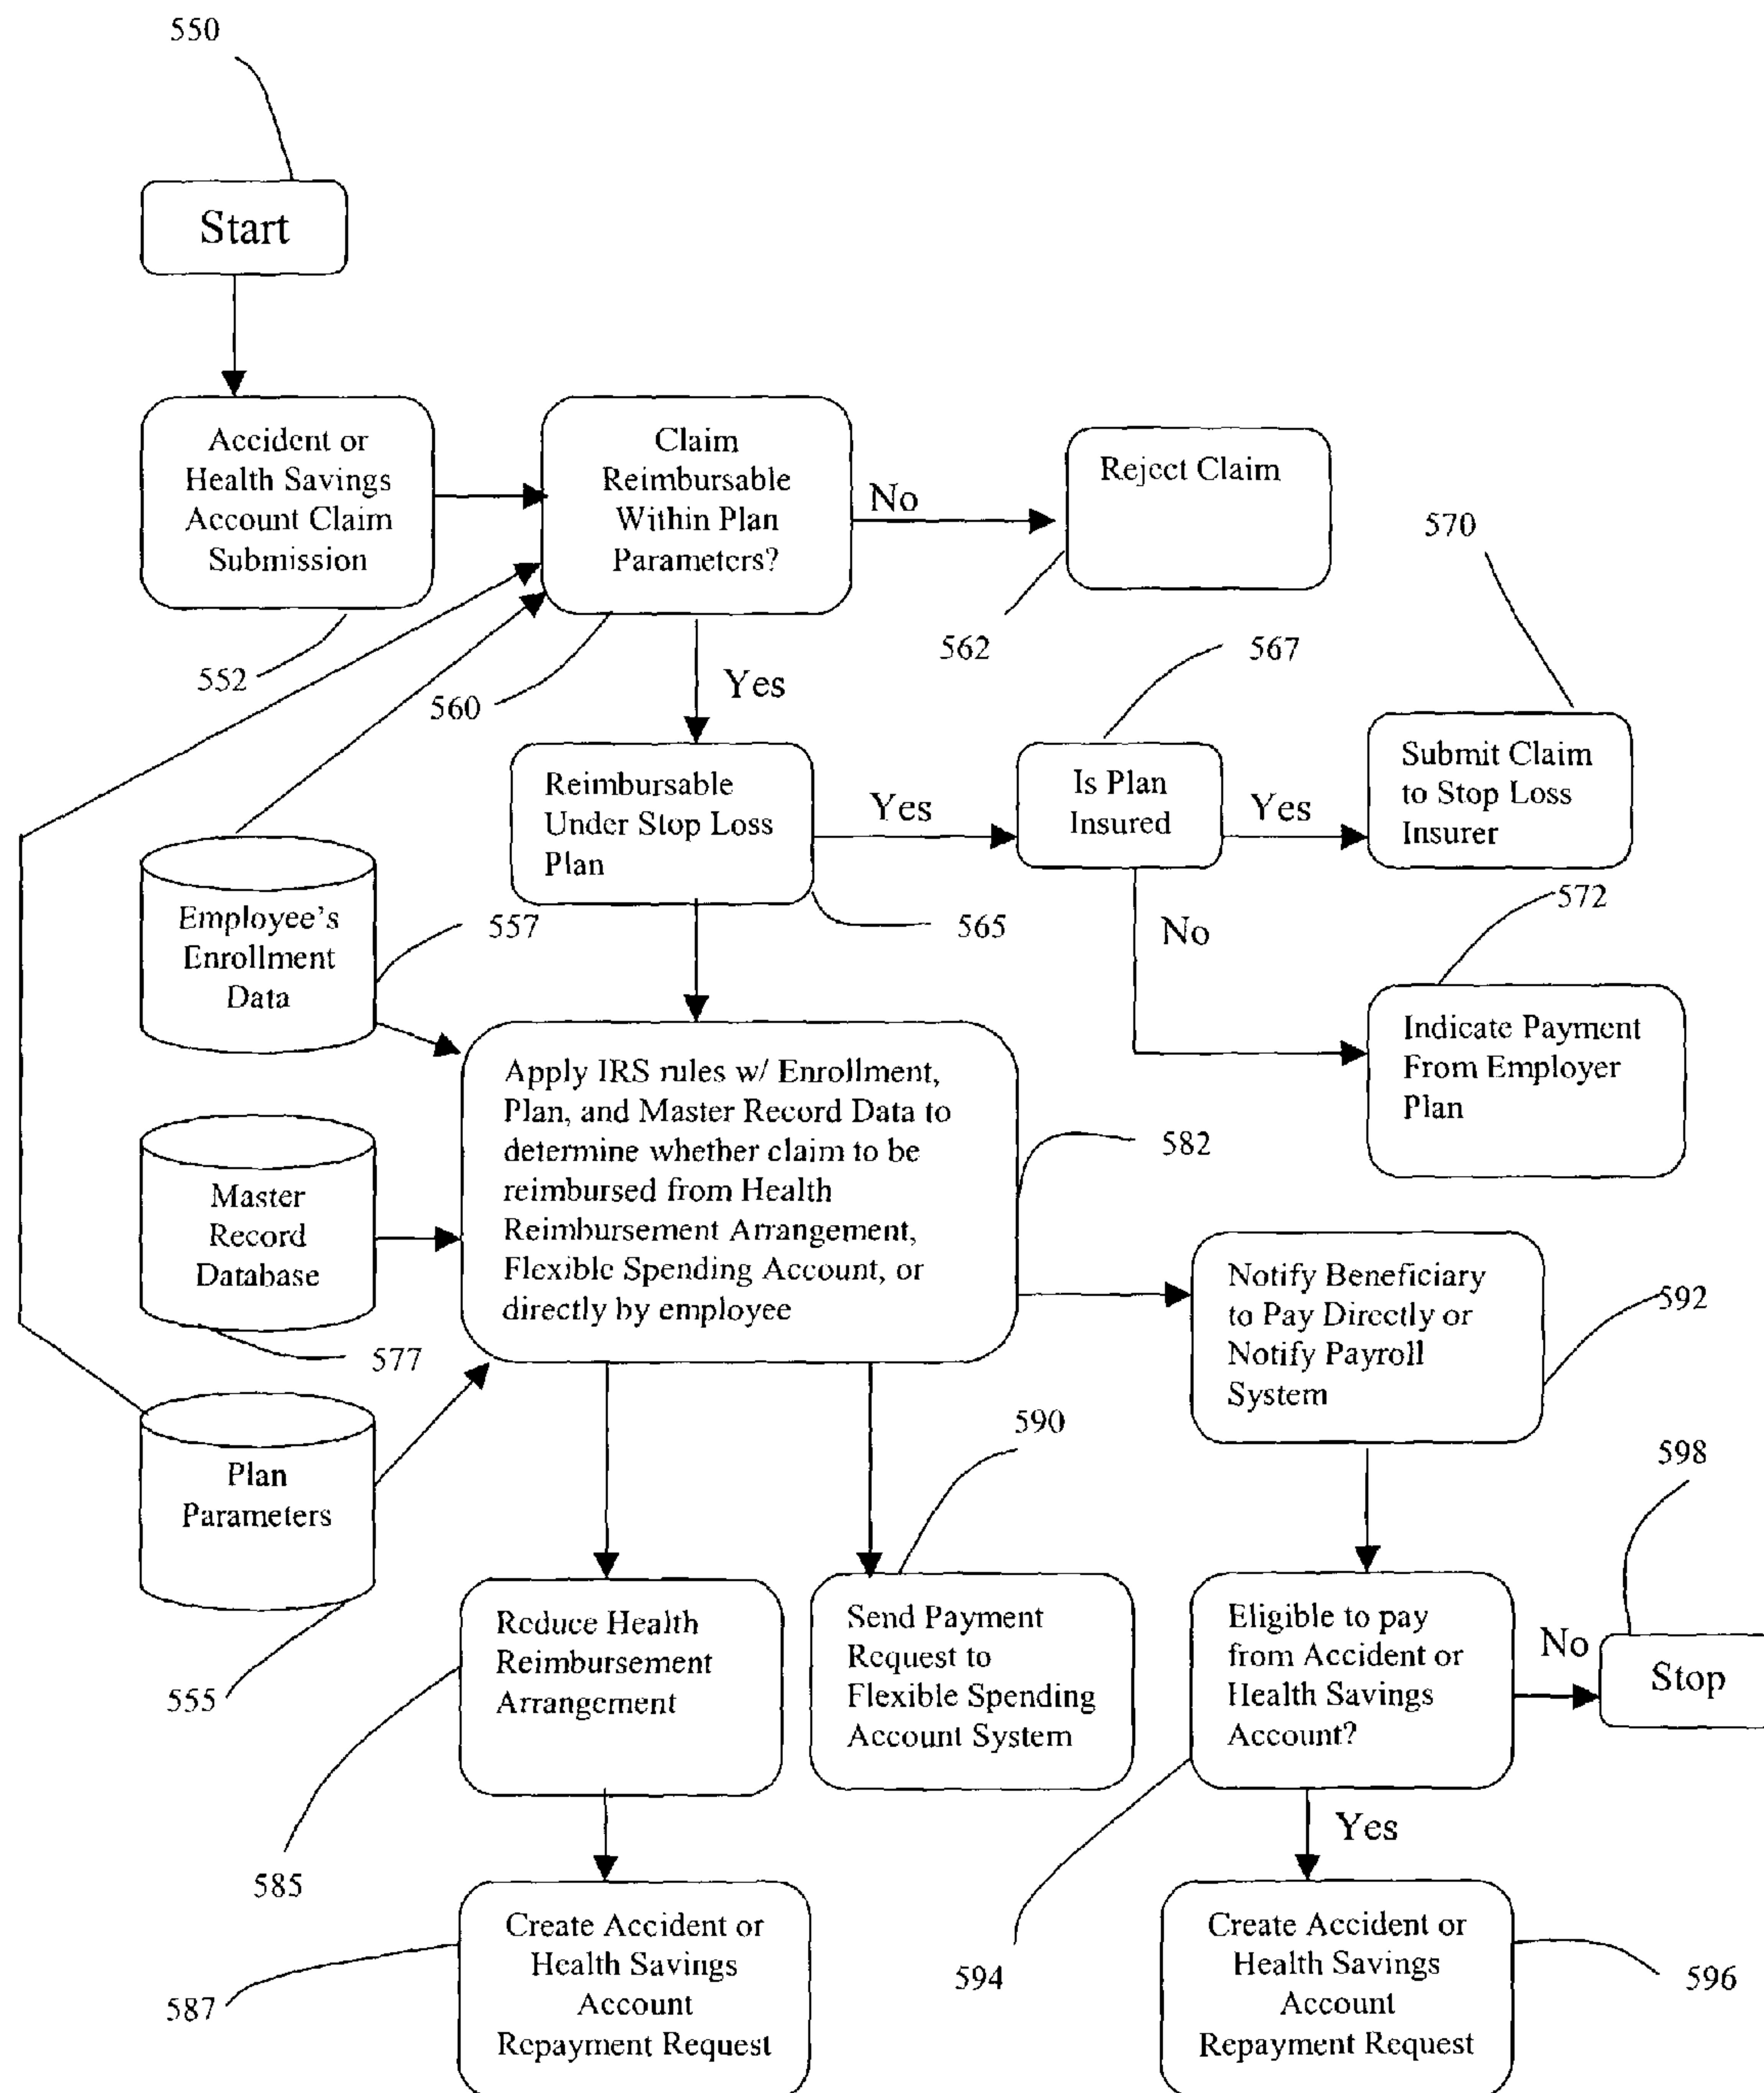 550
Start
Accident or
Health Savings
Account Claim
Submission
552
Claim
Reimbursable
Within Plan
Parameters?
560
No
Reject Claim
562
Yes
Reimbursable
Under Stop Loss
Plan
565
Yes
567
Is Plan
Insured
Yes
570
Submit Claim
to Stop Loss
Insurer
No
572
Indicate Payment
From Employer
Plan
Employee's
Enrollment
Data
557
Master
Record
Database
577
Plan
Parameters
555
Apply IRS rules w/ Enrollment,
Plan, and Master Record Data to
determine whether claim to be
reimbursed from Health
Reimbursement Arrangement,
Flexible Spending Account, or
directly by employee
582
Notify Beneficiary
to Pay Directly or
Notify Payroll
System
592
Reduce Health
Reimbursement
Arrangement
585
590
Send Payment
Request to
Flexible Spending
Account System
Eligible to pay
from Accident or
Health Savings
Account?
594
No
598
Stop
Yes
Create Accident or
Health Savings
Account
Repayment Request
587
Create Accident or
Health Savings
Account
Repayment Request
596